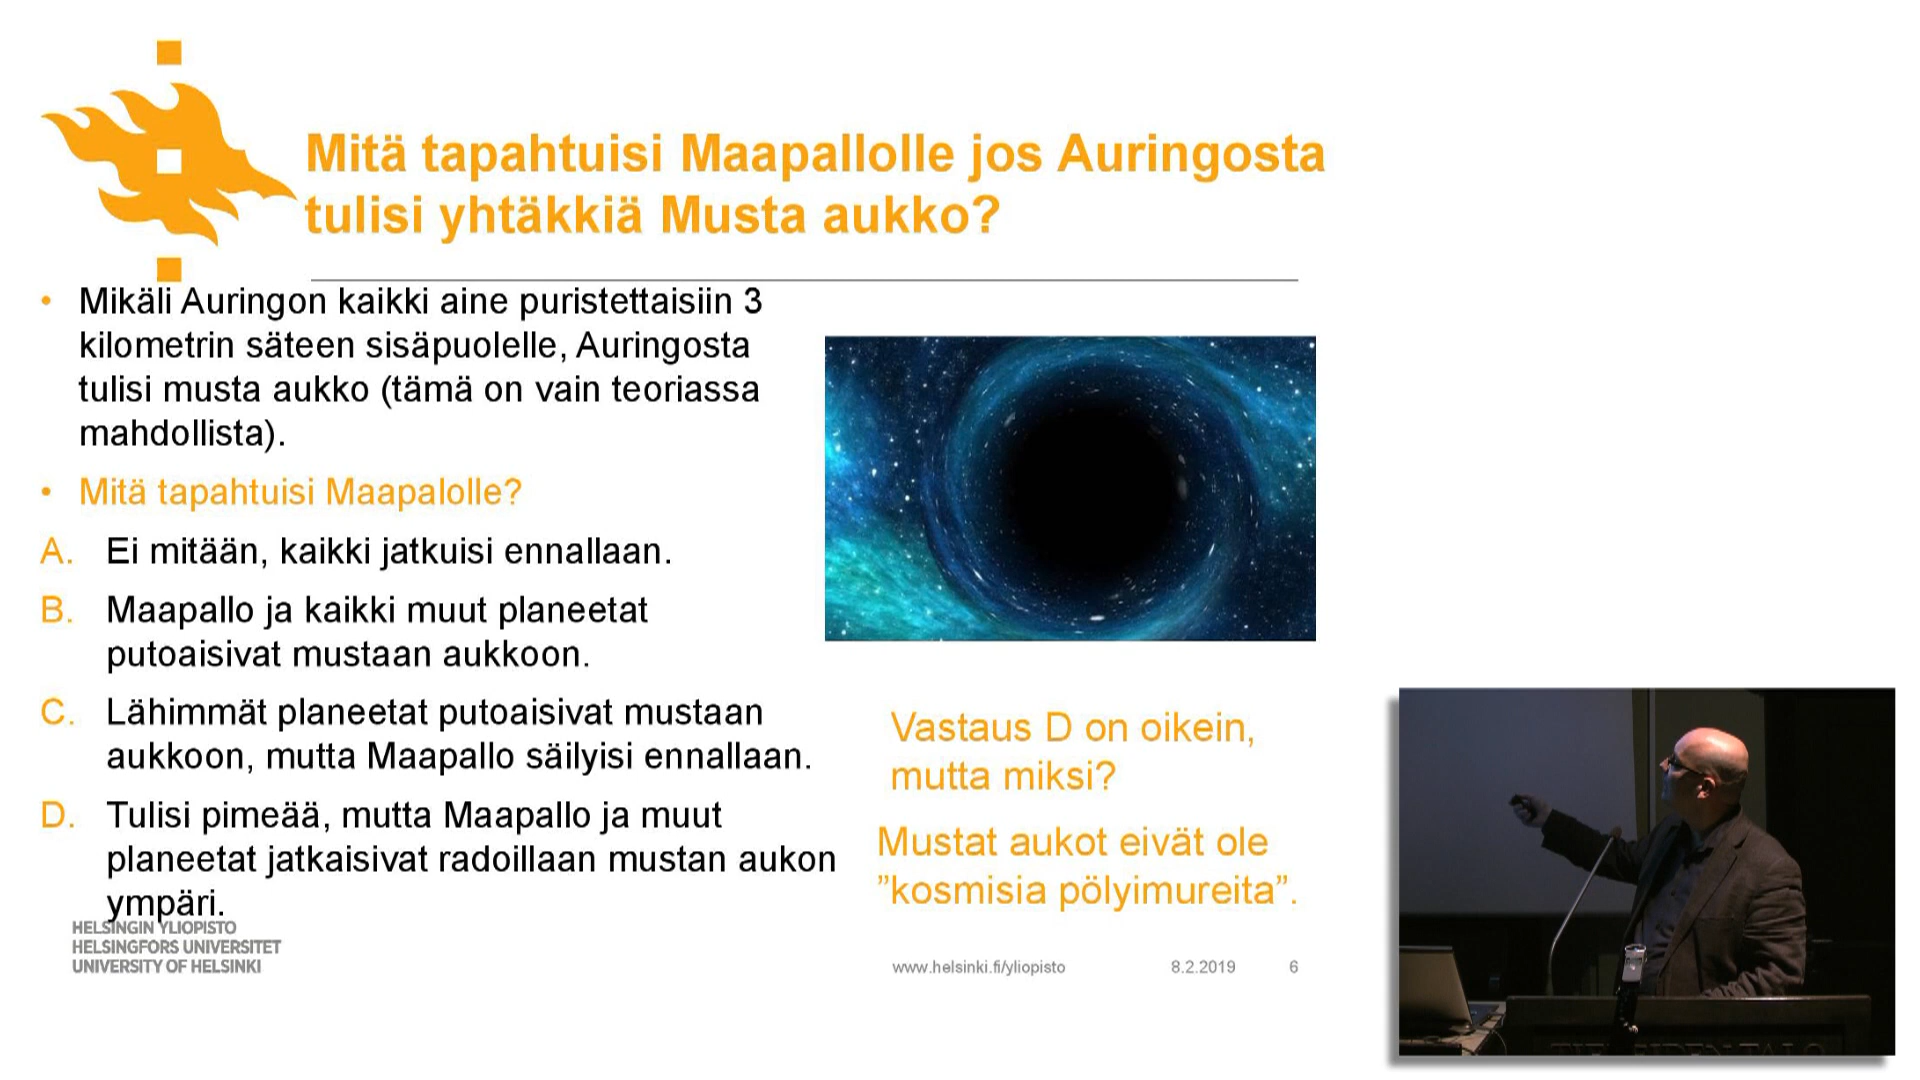 Mitä tapahtuisi Maapallolle jos Auringosta
tulisi yhtäkkiä Musta aukko?
• Mikäli Auringon kaikki aine puristettaisiin 3
kilometrin säteen sisäpuolelle, Auringosta
tulisi musta aukko (tämä on vain teoriassa
mahdollista).
• Mitä tapahtuisi Maapalolle?
A. Ei mitään, kaikki jatkuisi ennallaan.
B. Maapallo ja kaikki muut planeetat
putoaisivat mustaan aukkoon.
C. Lähimmät planeetat putoaisivat mustaan
aukkoon, mutta Maapallo säilyisi ennallaan.
D. Tulisi pimeää, mutta Maapallo ja muut
planeetat jatkaisivat radoillaan mustan aukon
ympäri.
Vastaus D on oikein,
mutta miksi?
Mustat aukot eivät ole
”kosmisia pölyimureita”.
HELSINGIN YLIOPISTO
HELSINGFORS UNIVERSITET
UNIVERSITY OF HELSINKI
www.helsinki.fi/yliopisto
8.2.2019
6